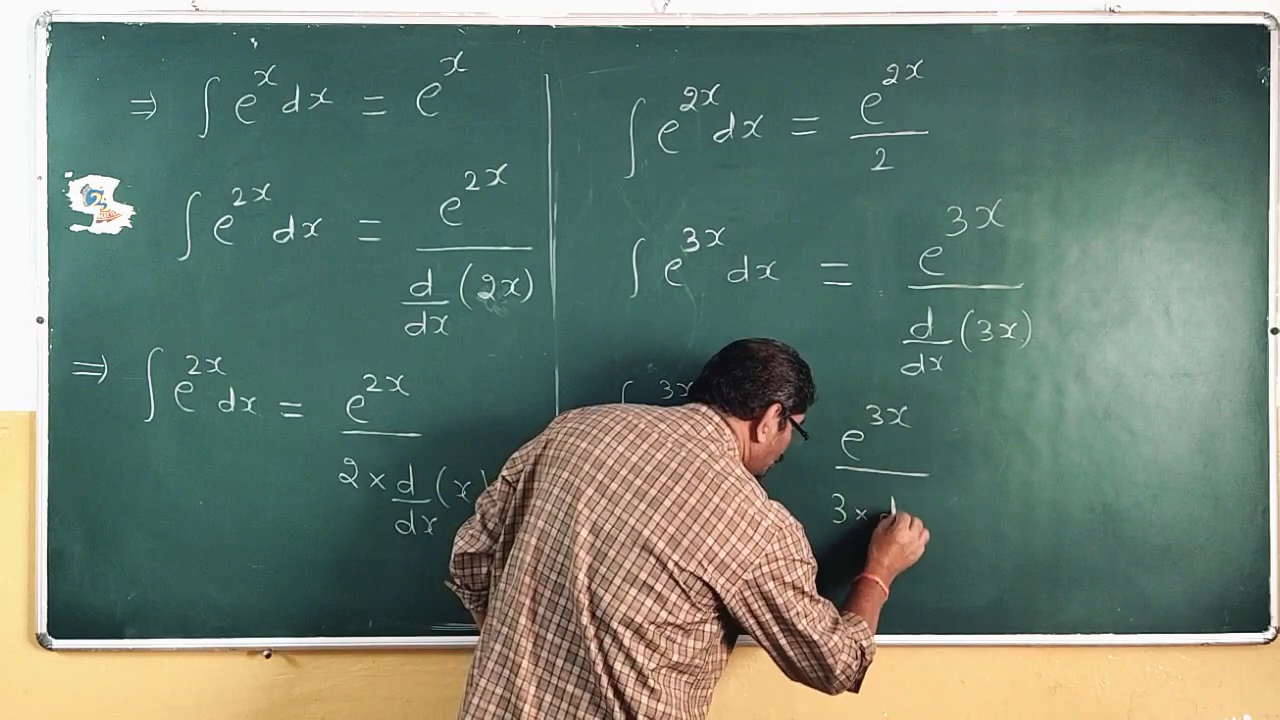 ⇒ ∫ e^x dx = e^x
∫ e^{2x} dx = e^{2x} / (d/dx (2x))
⇒ ∫ e^{2x} dx = e^{2x} / (2 × d/dx (x))
∫ e^{2x} dx = e^{2x} / 2
∫ e^{3x} dx = e^{3x} / (d/dx (3x))
∫ 3x e^{3x} / 3 × d